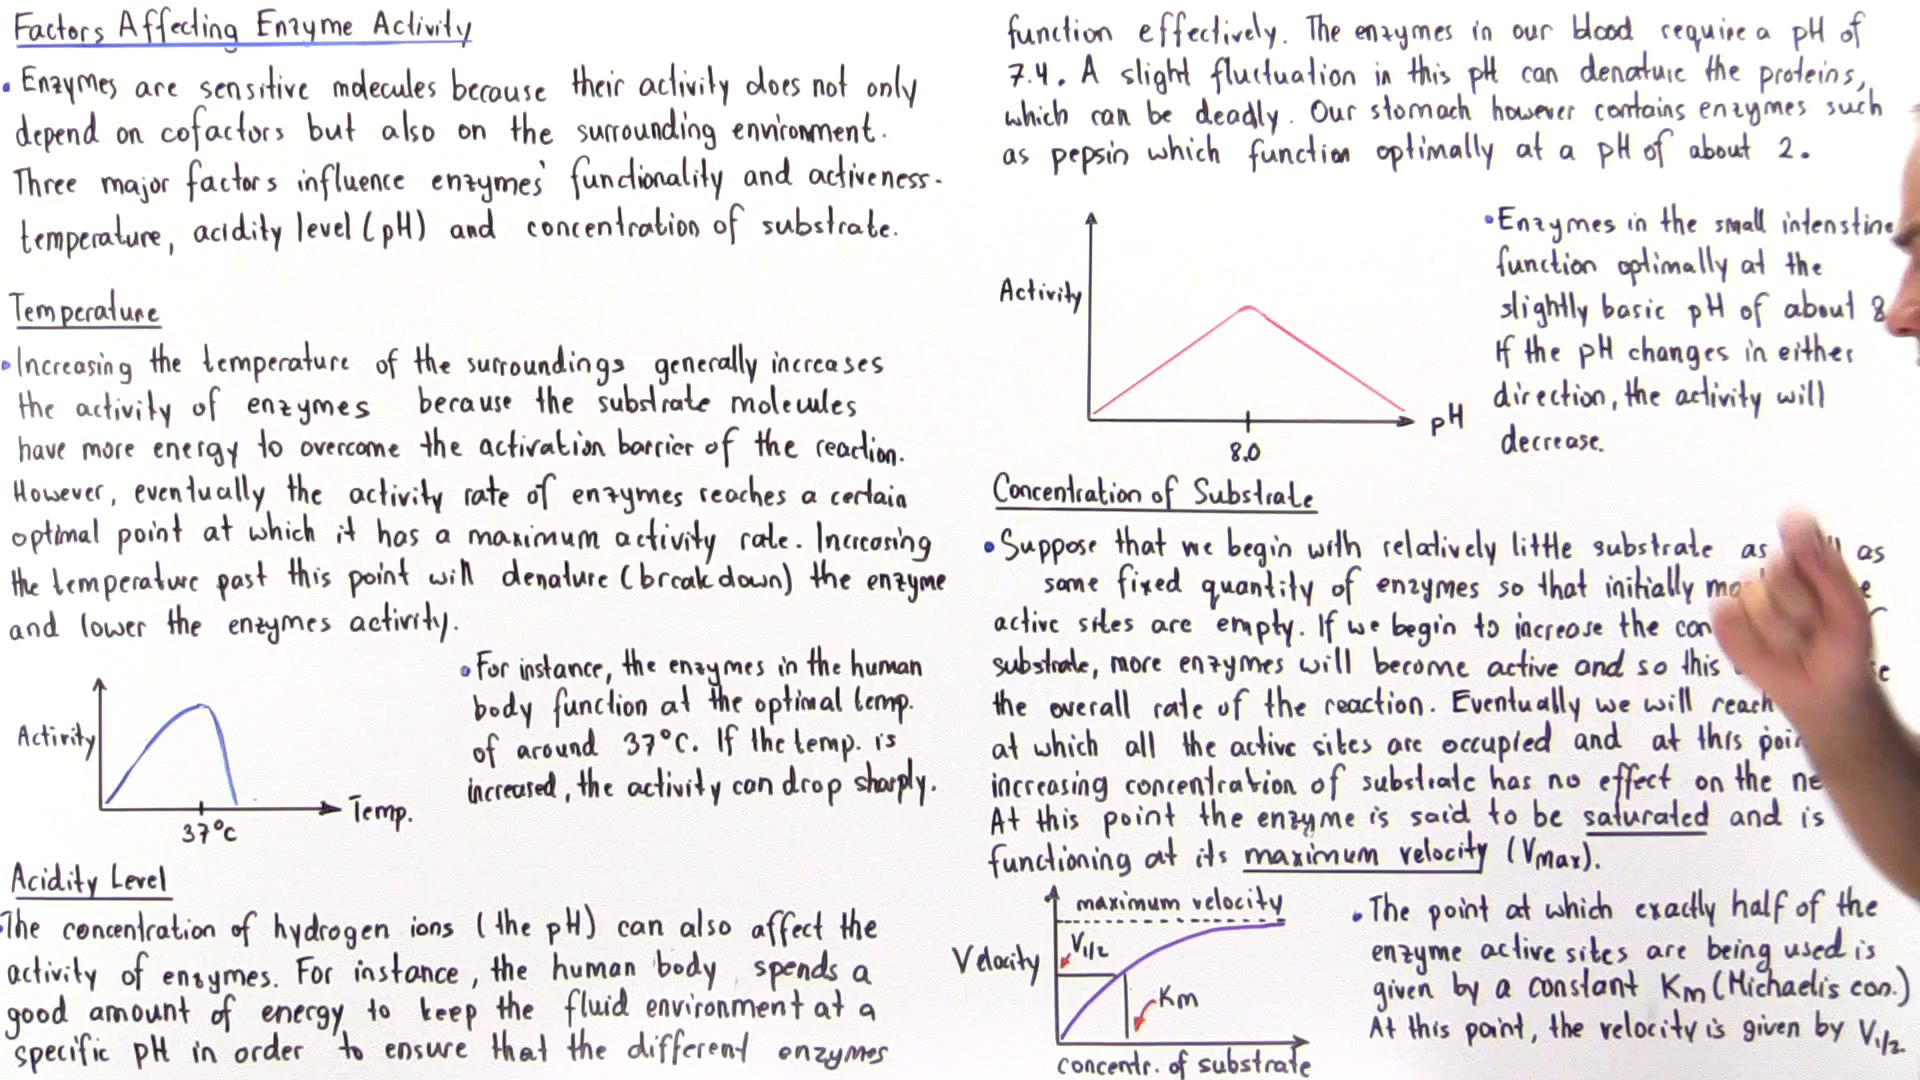 Factors Affecting Enzyme Activity
• Enzymes are sensitive molecules because their activity does not only
depend on cofactors but also on the surrounding environment.
Three major factors influence enzymes' functionality and activeness-
temperature, acidity level (pH) and concentration of substrate.
Temperature
• Increasing the temperature of the surroundings generally increases
the activity of enzymes because the substrate molecules
have more energy to overcome the activation barrier of the reaction.
However, eventually the activity rate of enzymes reaches a certain
optimal point at which it has a maximum activity rate. Increasing
the temperature past this point will denature (breakdown) the enzyme
and lower the enzymes activity.
Activity
Temp.
37°C
• For instance, the enzymes in the human
body function at the optimal temp.
of around 37°C. If the temp. is
increased, the activity can drop sharply.
Acidity Level
• The concentration of hydrogen ions (the pH) can also affect the
activity of enzymes. For instance, the human body spends a
good amount of energy to keep the fluid environment at a
specific pH in order to ensure that the different enzymes
function effectively. The enzymes in our blood require a pH of
7.4. A slight fluctuation in this pH can denature the proteins,
which can be deadly. Our stomach however contains enzymes such
as pepsin which function optimally at a pH of about 2.
Activity
pH
8.0
• Enzymes in the small intenstine
function optimally at the
slightly basic pH of about 8
If the pH changes in either
direction, the activity will
decrease.
Concentration of Substrate
• Suppose that we begin with relatively little substrate as as
some fixed quantity of enzymes so that initially
active sites are empty. If we begin to increase the
substrate, more enzymes will become active and so this
the overall rate of the reaction. Eventually we will reach
at which all the active sites are occupied and at this
increasing concentration of substrate has no effect on the
At this point the enzyme is said to be saturated and is
functioning at its maximum velocity (Vmax).
maximum velocity
Velocity
V1/2
Km
concentr. of substrate
• The point at which exactly half of the
enzyme active sites are being used is
given by a constant Km (Michaelis con.)
At this point, the velocity is given by V1/2.